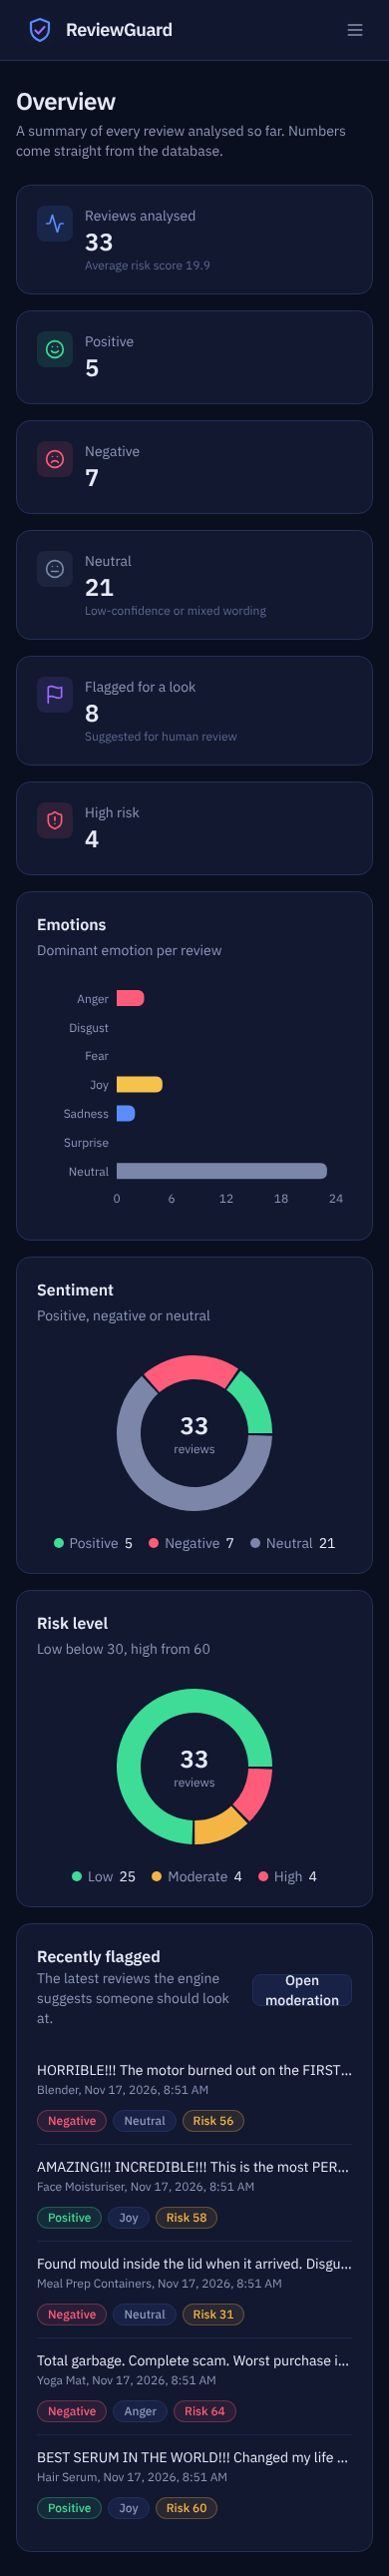 ReviewGuard
Overview
A summary of every review analysed so far. Numbers
come straight from the database.
Reviews analysed
33
Average risk score 19.9
Positive
5
Negative
7
Neutral
21
Low-confidence or mixed wording
Flagged for a look
8
Suggested for human review
High risk
4
Emotions
Dominant emotion per review
Anger
Disgust
Fear
Joy
Sadness
Surprise
Neutral
0 6 12 18 24
Sentiment
Positive, negative or neutral
33
reviews
Positive 5 Negative 7 Neutral 21
Risk level
Low below 30, high from 60
33
reviews
Low 25 Moderate 4 High 4
Recently flagged
The latest reviews the engine
suggests someone should look
at.
Open
moderation
HORRIBLE!!! The motor burned out on the FIRST...
Blender, Nov 17, 2026, 8:51 AM
Negative Neutral Risk 56
AMAZING!!! INCREDIBLE!!! This is the most PER...
Face Moisturiser, Nov 17, 2026, 8:51 AM
Positive Joy Risk 58
Found mould inside the lid when it arrived. Disgu...
Meal Prep Containers, Nov 17, 2026, 8:51 AM
Negative Neutral Risk 31
Total garbage. Complete scam. Worst purchase i...
Yoga Mat, Nov 17, 2026, 8:51 AM
Negative Anger Risk 64
BEST SERUM IN THE WORLD!!! Changed my life ...
Hair Serum, Nov 17, 2026, 8:51 AM
Positive Joy Risk 60